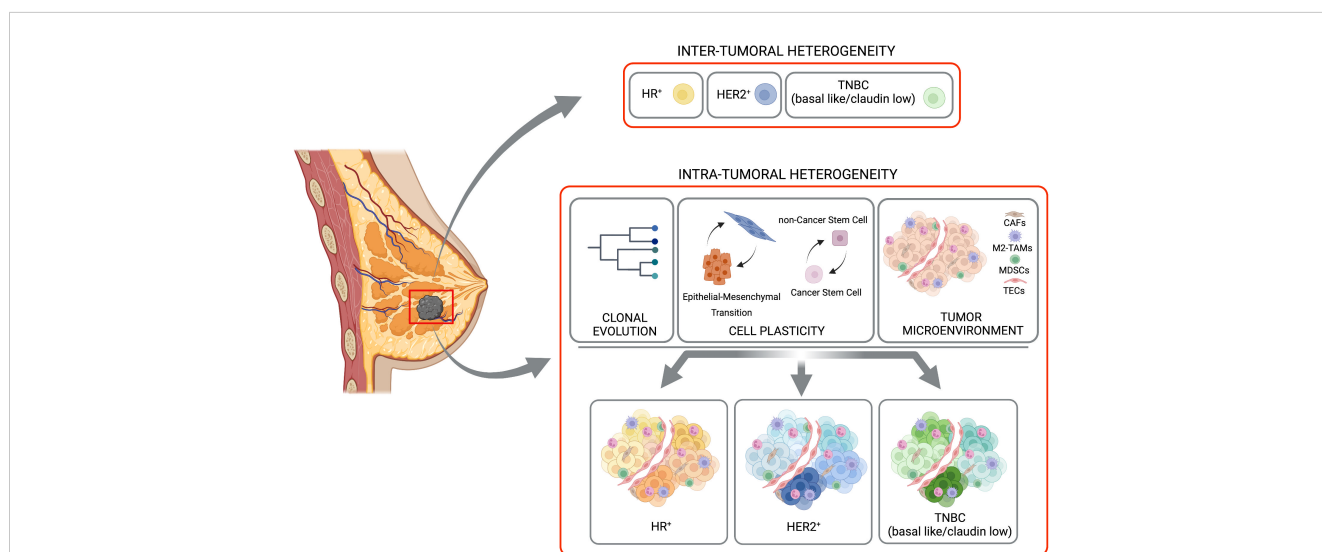 INTER-TUMORAL HETEROGENEITY
HR⁺
HER2⁺
TNBC
(basal like/claudin low)
INTRA-TUMORAL HETEROGENEITY
CLONAL
EVOLUTION
non-Cancer Stem Cell
Epithelial-Mesenchymal
Transition
Cancer Stem Cell
CELL PLASTICITY
CAFs
M2-TAMs
MDSCs
TECs
TUMOR
MICROENVIRONMENT
HR⁺
HER2⁺
TNBC
(basal like/claudin low)